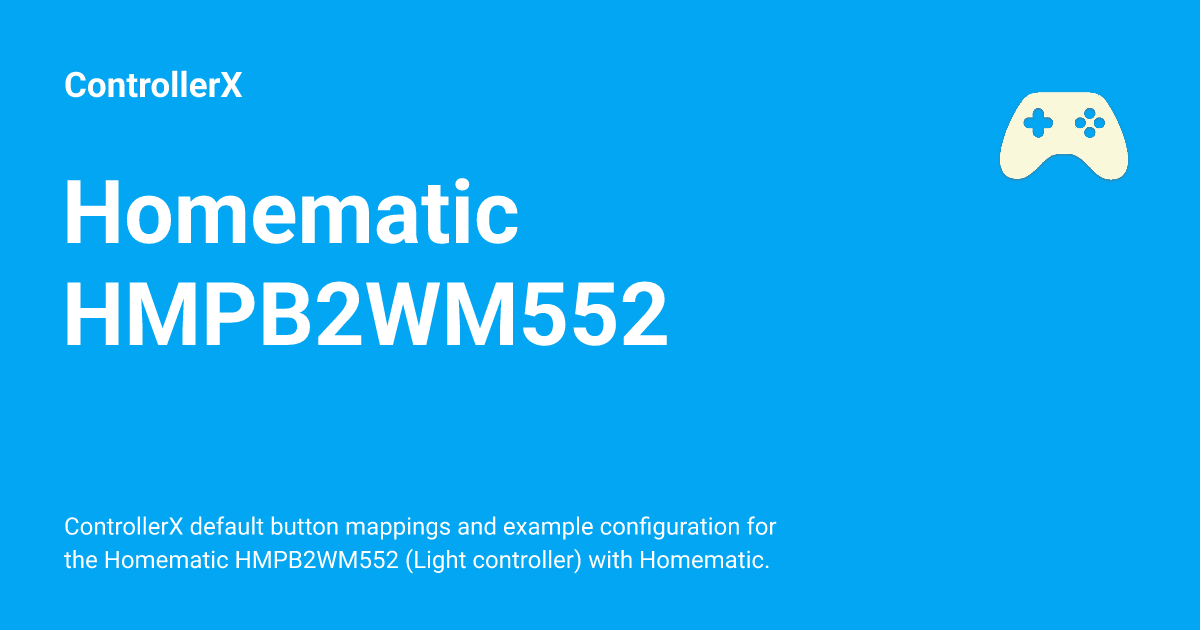 ControllerX
Homematic
HMPB2WM552
ControllerX default button mappings and example configuration for
the Homematic HMPB2WM552 (Light controller) with Homematic.